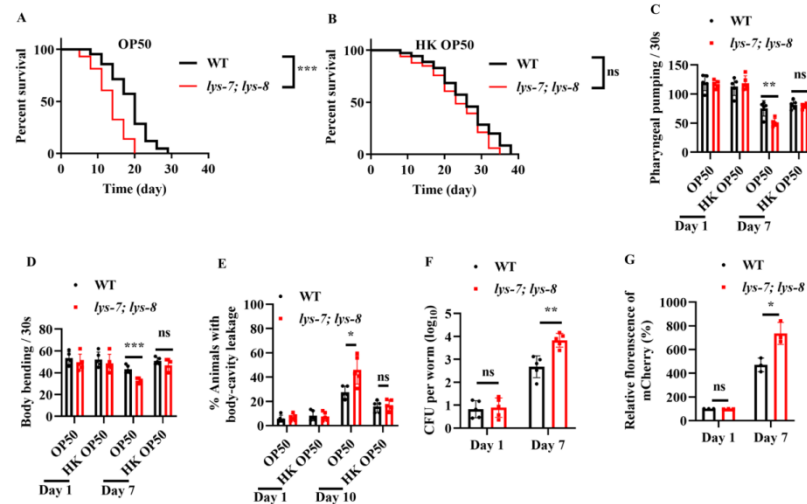 A
OP50
WT
lys-7; lys-8
***
Percent survival
100
50
0
0 10 20 30 40
Time (day)
B
HK OP50
WT
lys-7; lys-8
ns
Percent survival
100
50
0
0 10 20 30 40
Time (day)
C
WT
lys-7; lys-8
Pharyngeal pumping / 30s
200
150
100
50
0
** ns
OP50 HK OP50 OP50 HK OP50
Day 1 Day 7
D
WT
lys-7; lys-8
Body bending / 30s
80
60
40
20
0
*** ns
OP50 HK OP50 OP50 HK OP50
Day 1 Day 7
E
WT
lys-7; lys-8
% Animals with
body-cavity leakage
100
80
60
40
20
0
* ns
OP50 HK OP50 OP50 HK OP50
Day 1 Day 10
F
WT
lys-7; lys-8
CFU per worm (log10)
6
5
4
3
2
1
0
ns **
Day 1 Day 7
G
WT
lys-7; lys-8
Relative florenscence of
mCherry (%)
1000
800
600
400
200
0
ns *
Day 1 Day 7